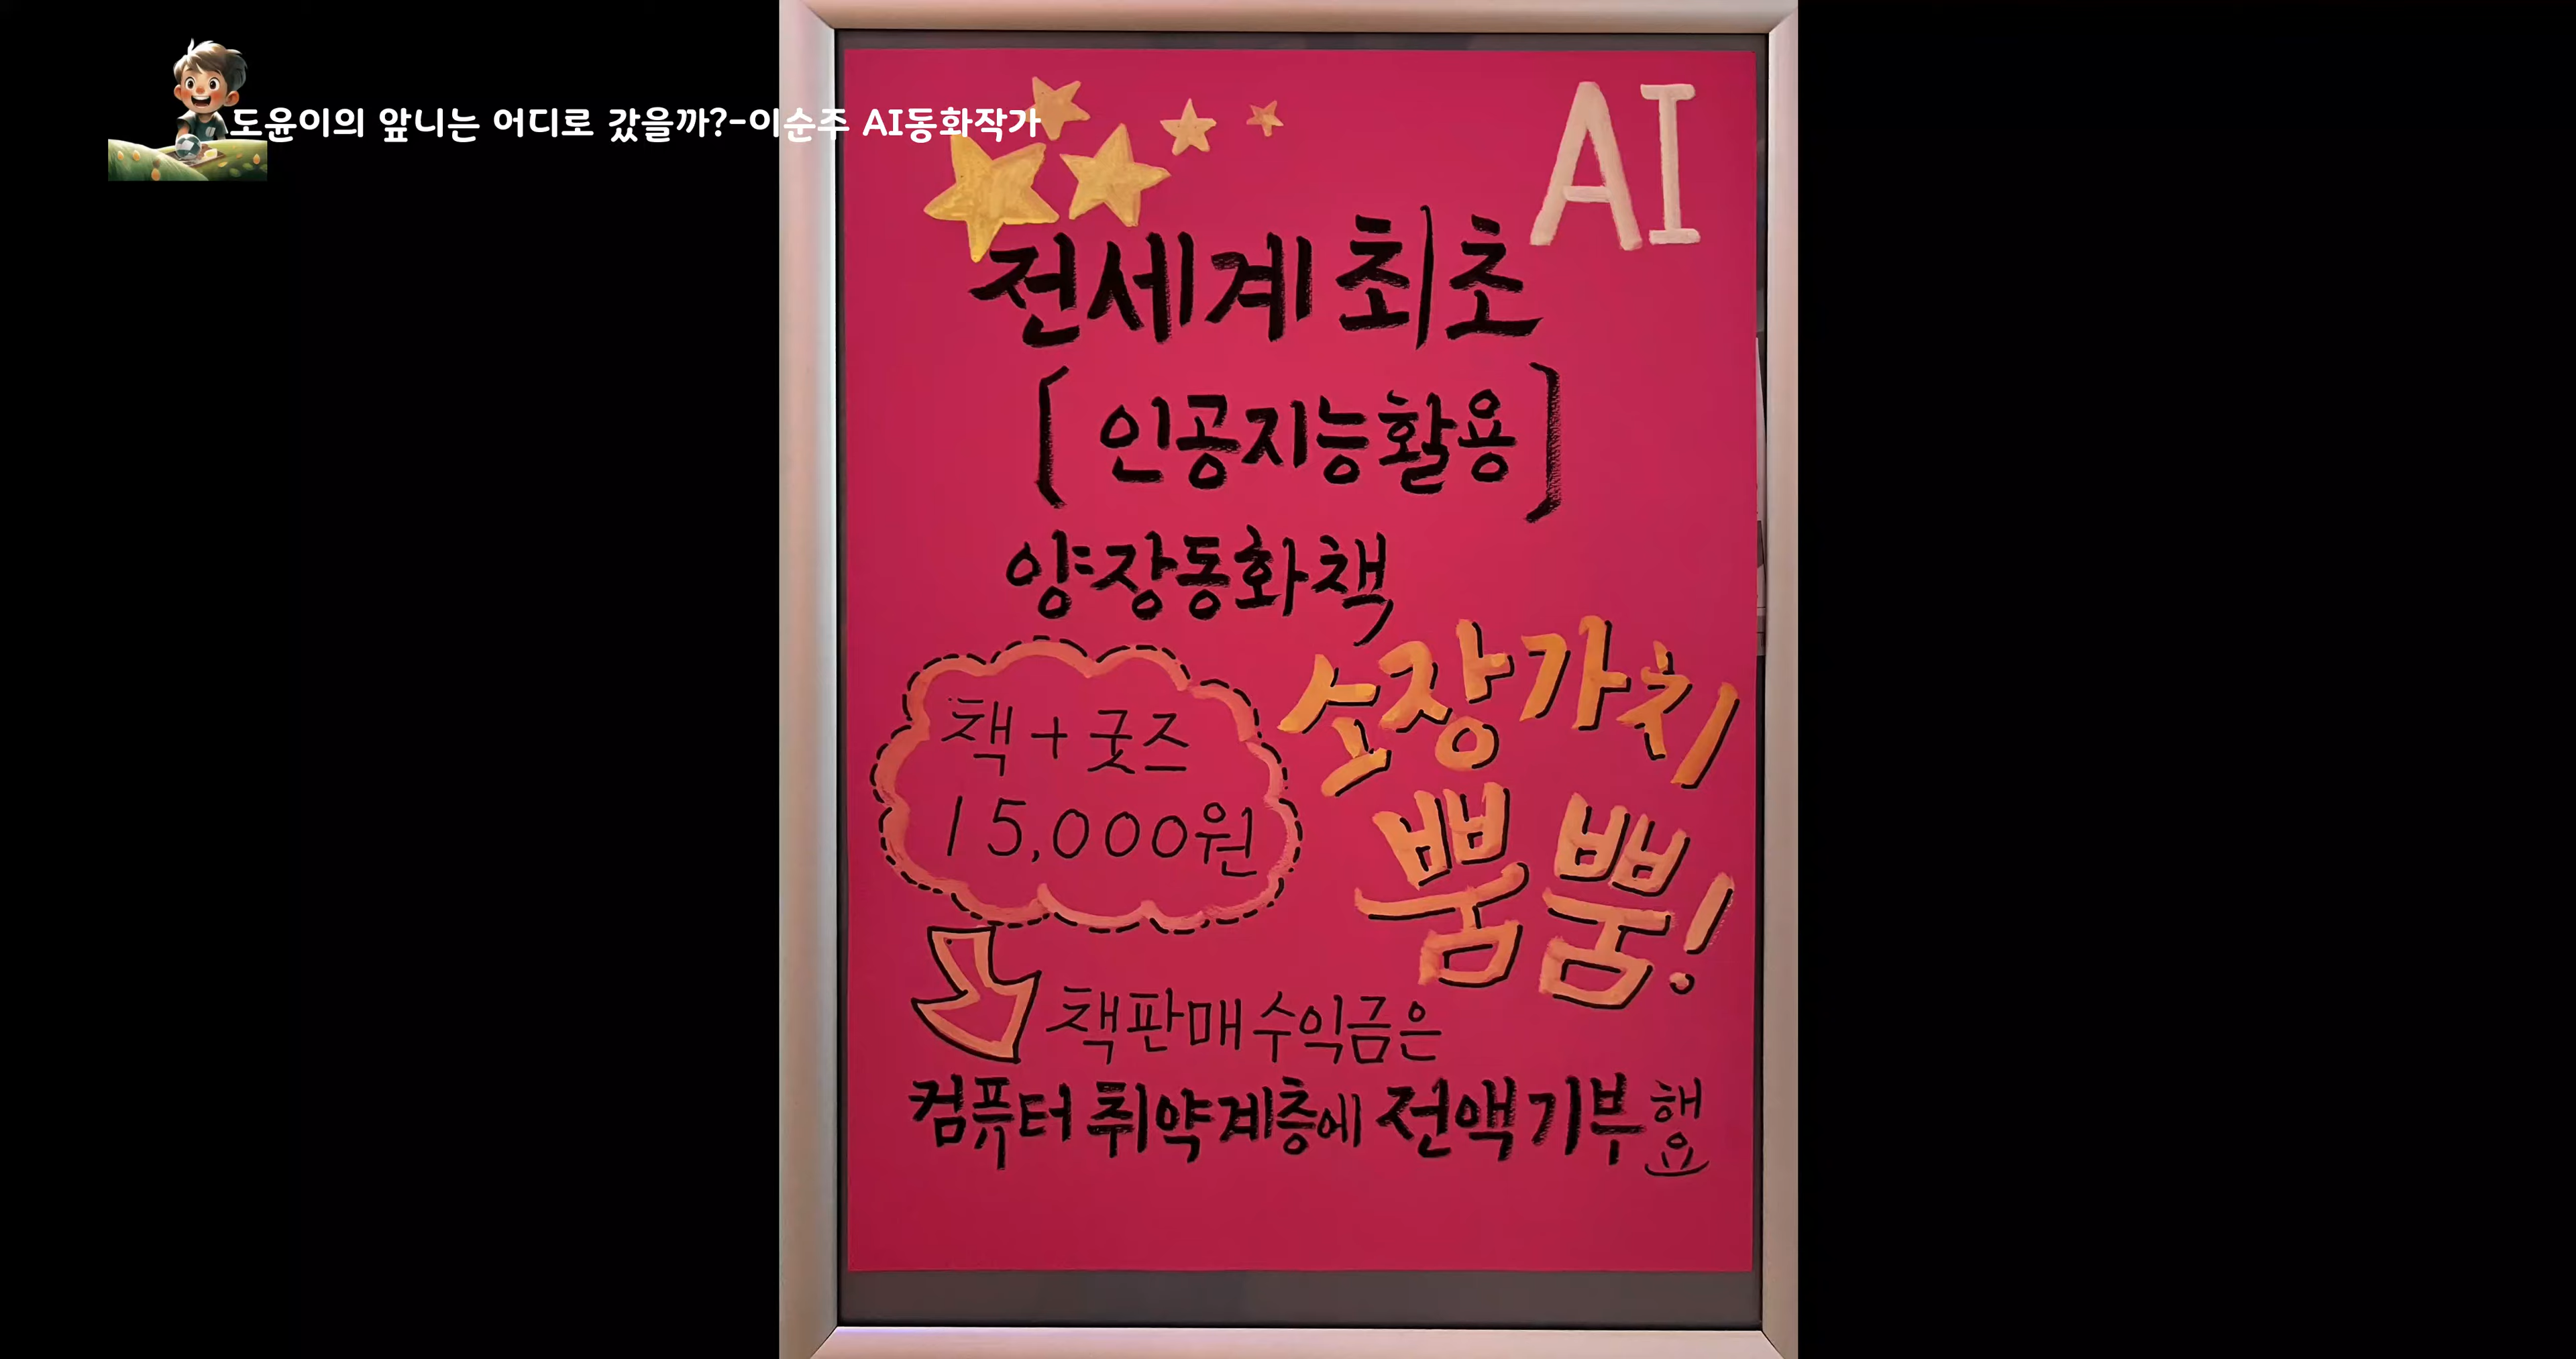 도윤이의 앞니는 어디로 갔을까?-이순주 AI동화작가
AI
전세계 최초
[인공지능활용]
양장동화책
소장가치
뿜뿜!
책+굿즈
15,000원
책판매수익금은
컴퓨터 취약계층에 전액기부해요